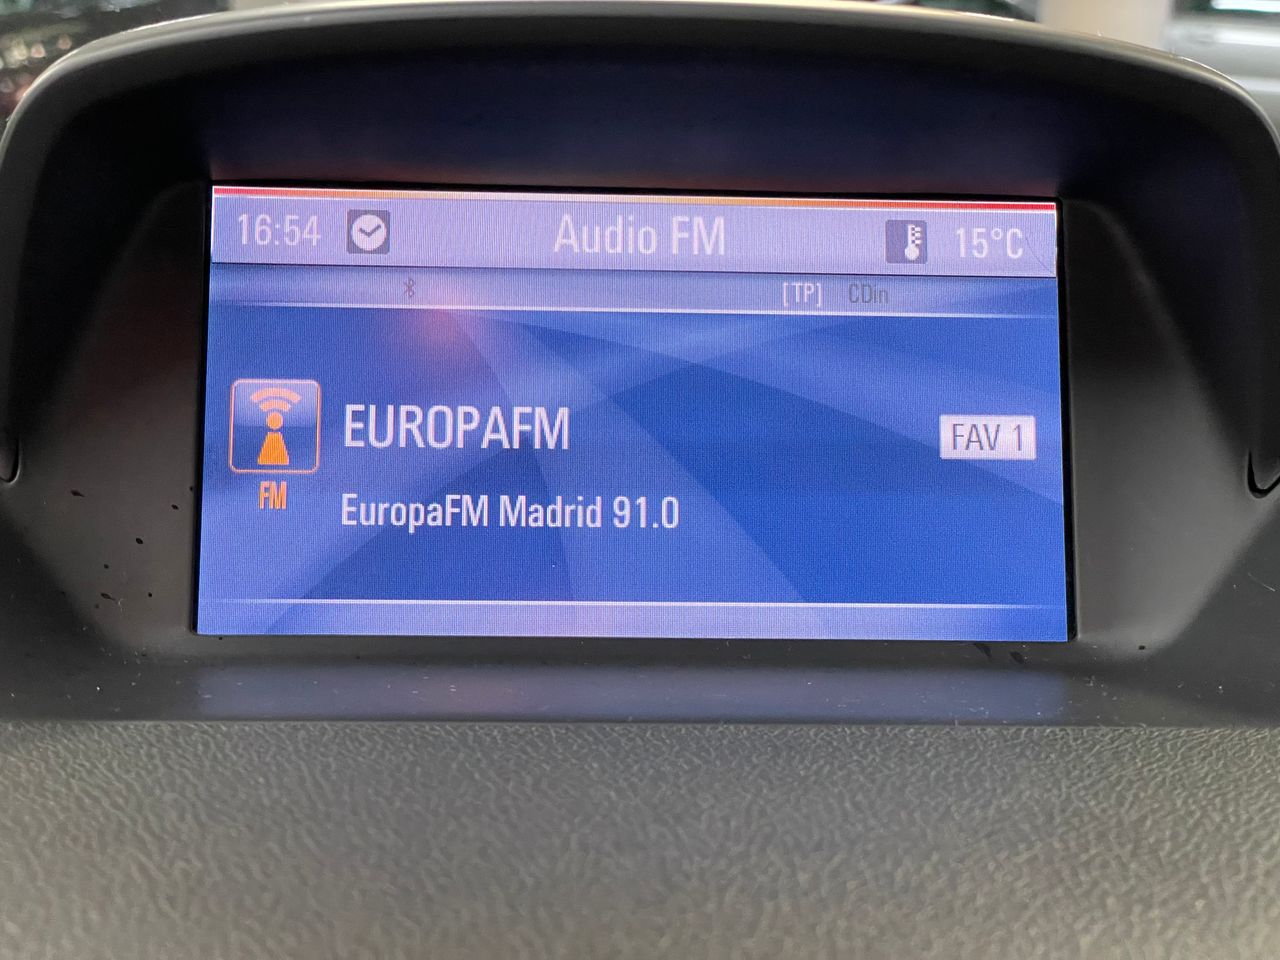 16:54 Audio FM 15°C
[TP] CDin
EUROPAFM FAV 1
FM
EuropaFM Madrid 91.0